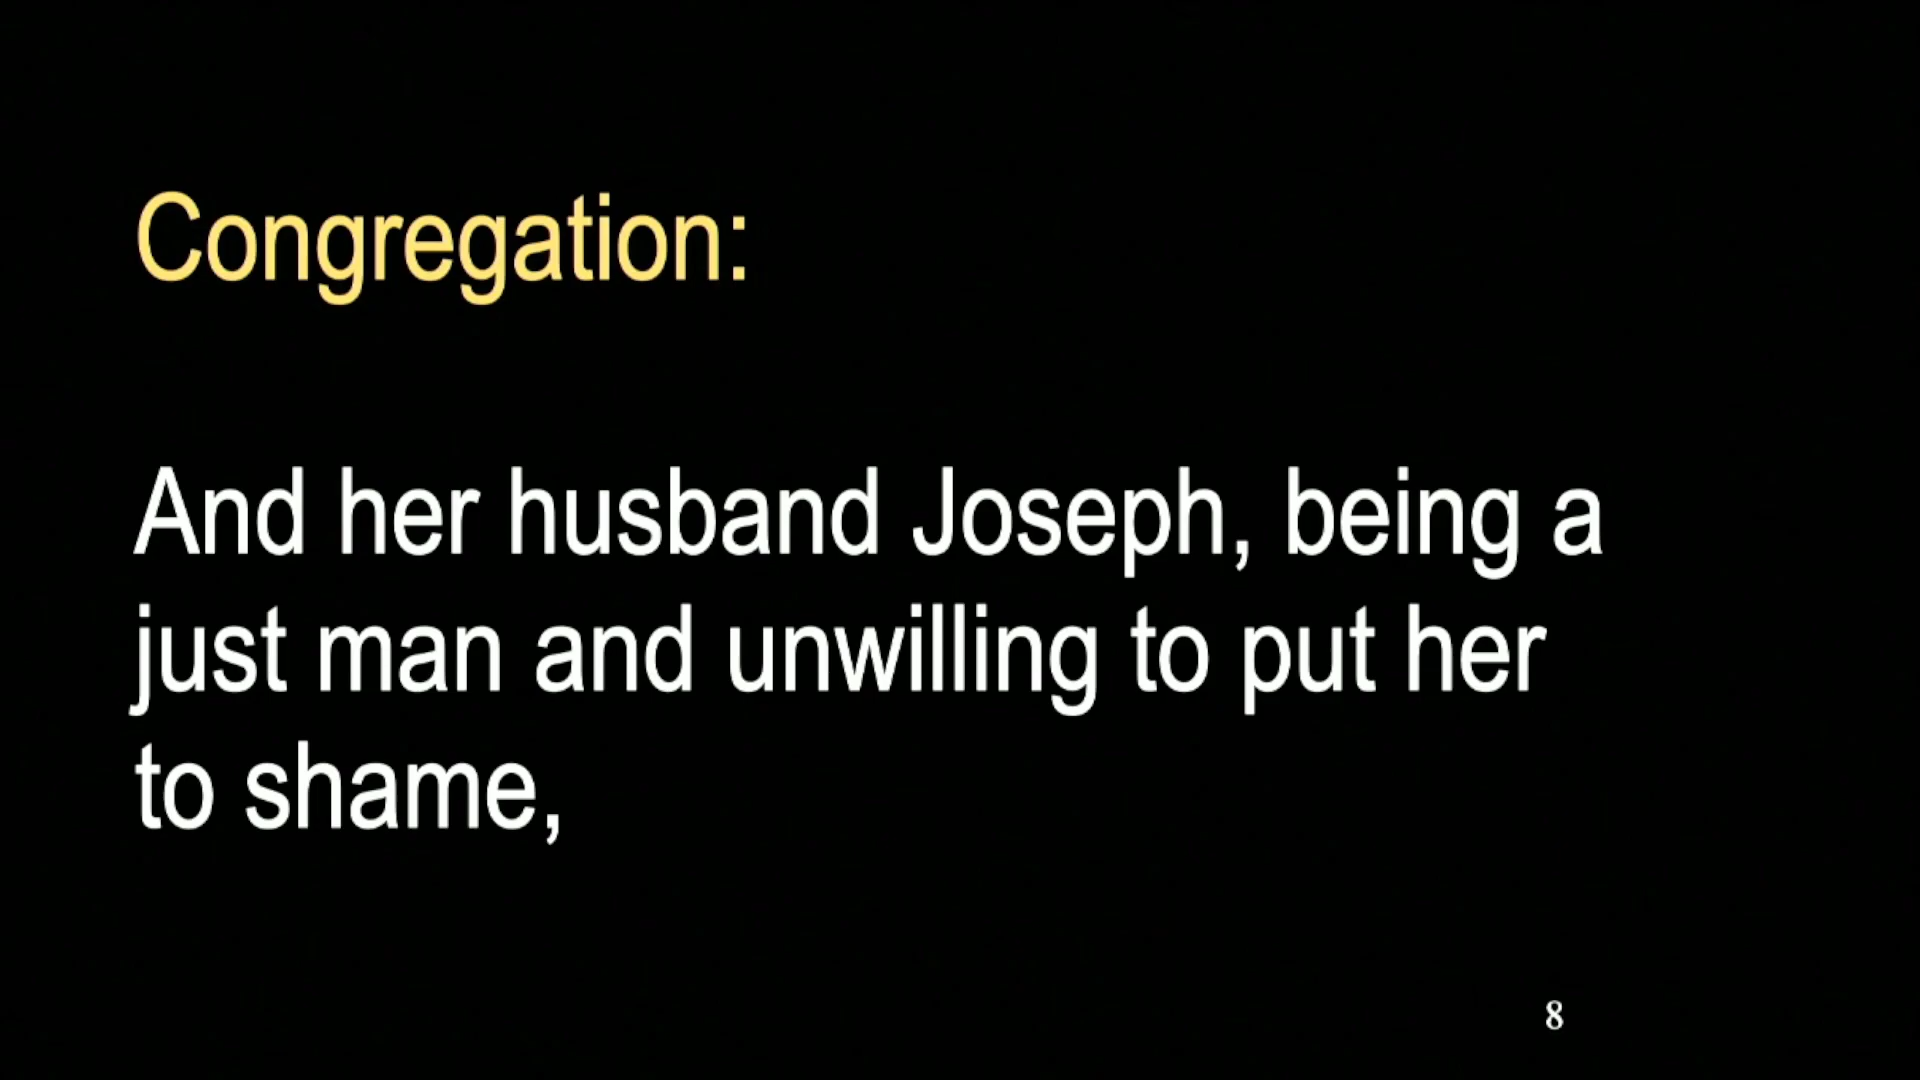 Congregation:
And her husband Joseph, being a
just man and unwilling to put her
to shame,
8